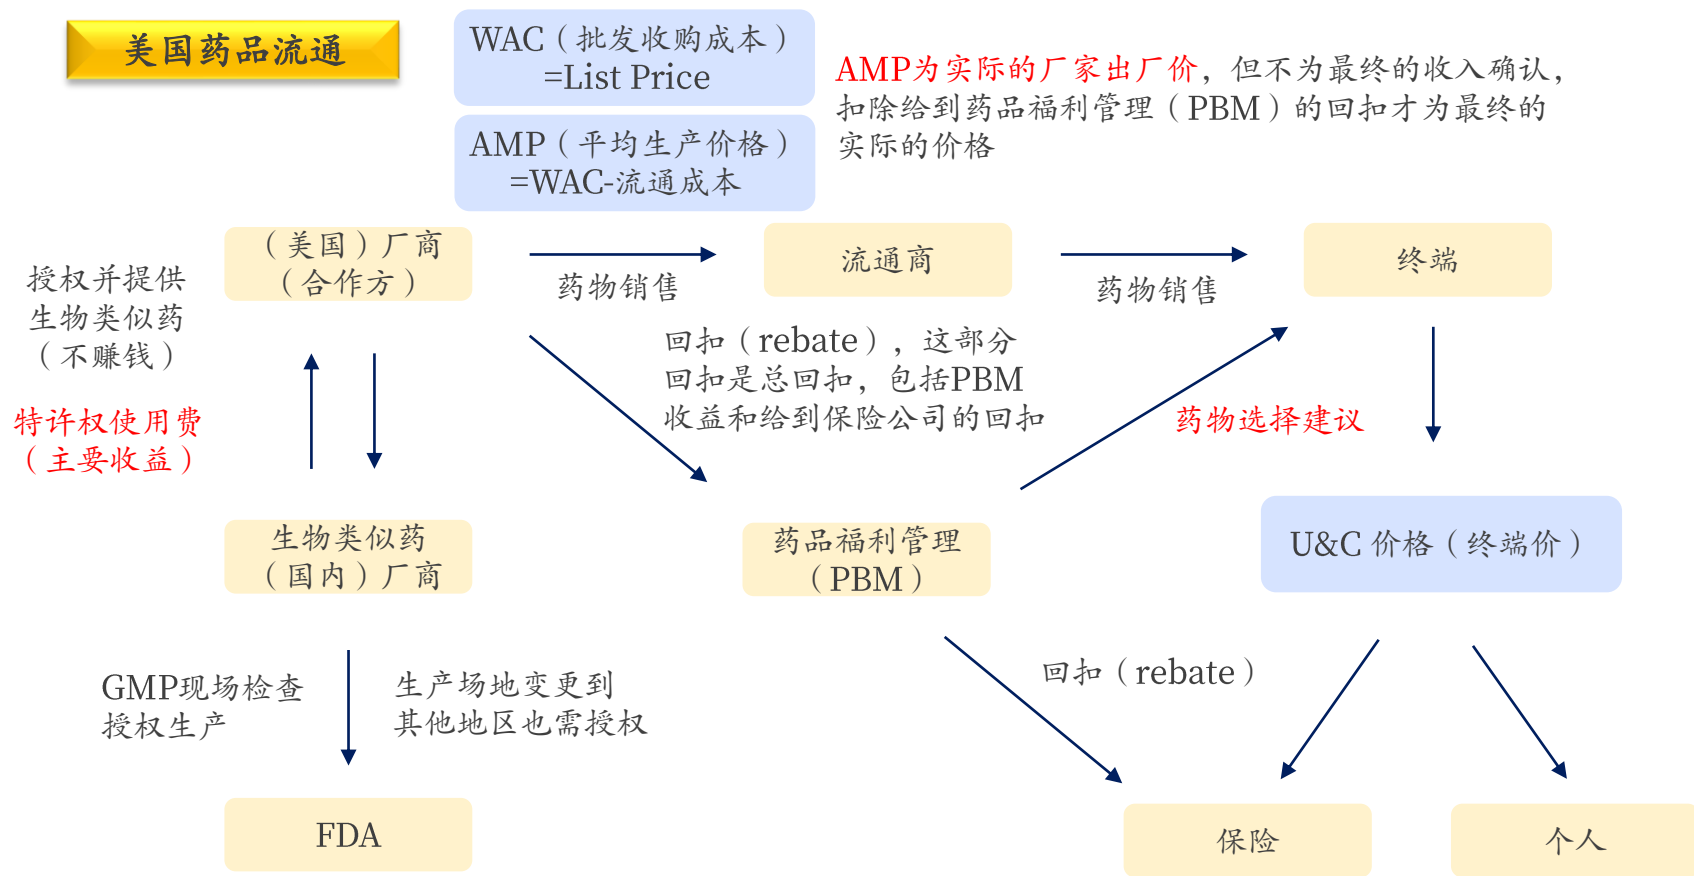 美国药品流通
WAC（批发收购成本）
=List Price
AMP（平均生产价格）
=WAC-流通成本
AMP为实际的厂家出厂价，但不为最终的收入确认，
扣除给到药品福利管理（PBM）的回扣才为最终的
实际的价格
（美国）厂商
（合作方）
药物销售
流通商
药物销售
终端
授权并提供
生物类似药
（不赚钱）
特许权使用费
（主要收益）
回扣（rebate），这部分
回扣是总回扣，包括PBM
收益和给到保险公司的回扣
药物选择建议
生物类似药
（国内）厂商
药品福利管理
（PBM）
U&C 价格（终端价）
GMP现场检查
授权生产
生产场地变更到
其他地区也需授权
回扣（rebate）
FDA
保险
个人